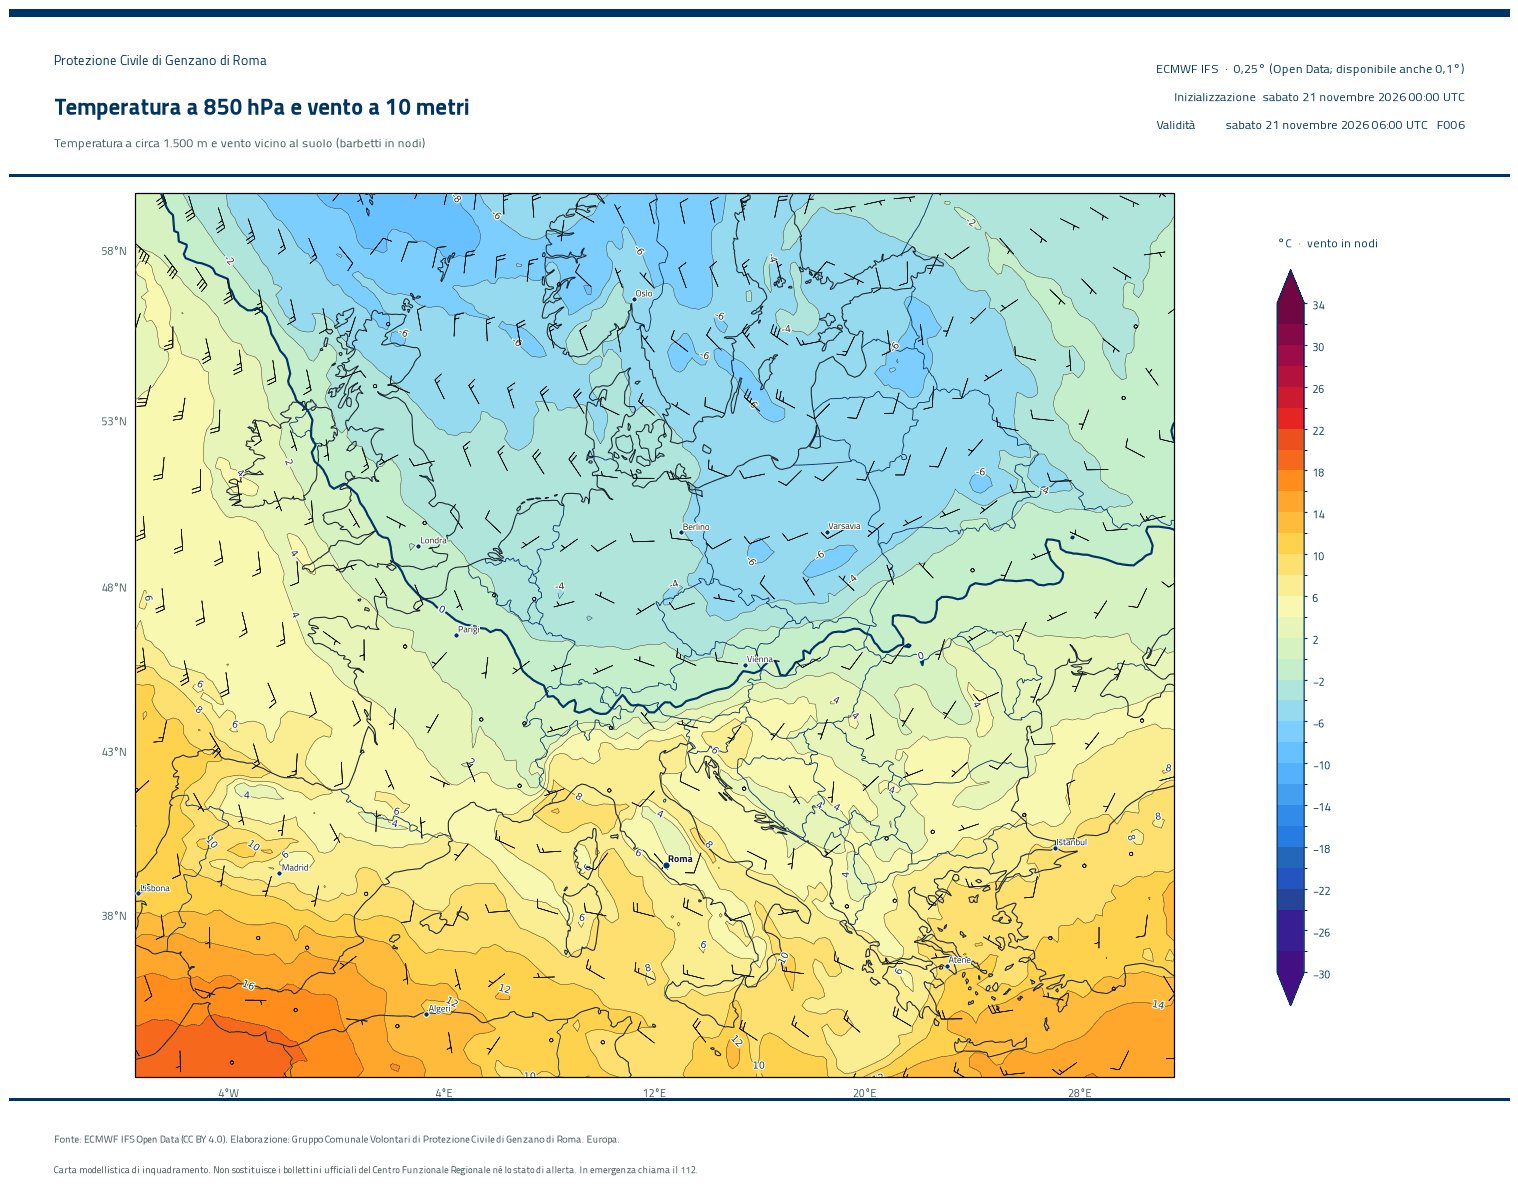 Protezione Civile di Genzano di Roma
Temperatura a 850 hPa e vento a 10 metri
Temperatura a circa 1.500 m e vento vicino al suolo (barbetti in nodi)
ECMWF IFS · 0,25° (Open Data; disponibile anche 0,1°)
Inizializzazione sabato 21 novembre 2026 00:00 UTC
Validità sabato 21 novembre 2026 06:00 UTC F006
°C · vento in nodi
34
30
26
22
18
14
10
6
2
−2
−6
−10
−14
−18
−22
−26
−30
58°N
53°N
48°N
43°N
38°N
4°W
4°E
12°E
20°E
28°E
Oslo
Londra
Berlino
Varsavia
Parigi
Vienna
Madrid
Lisbona
Roma
Istanbul
Atene
Algeri
Fonte: ECMWF IFS Open Data (CC BY 4.0). Elaborazione: Gruppo Comunale Volontari di Protezione Civile di Genzano di Roma. Europa.
Carta modellistica di inquadramento. Non sostituisce i bollettini ufficiali del Centro Funzionale Regionale né lo stato di allerta. In emergenza chiama il 112.